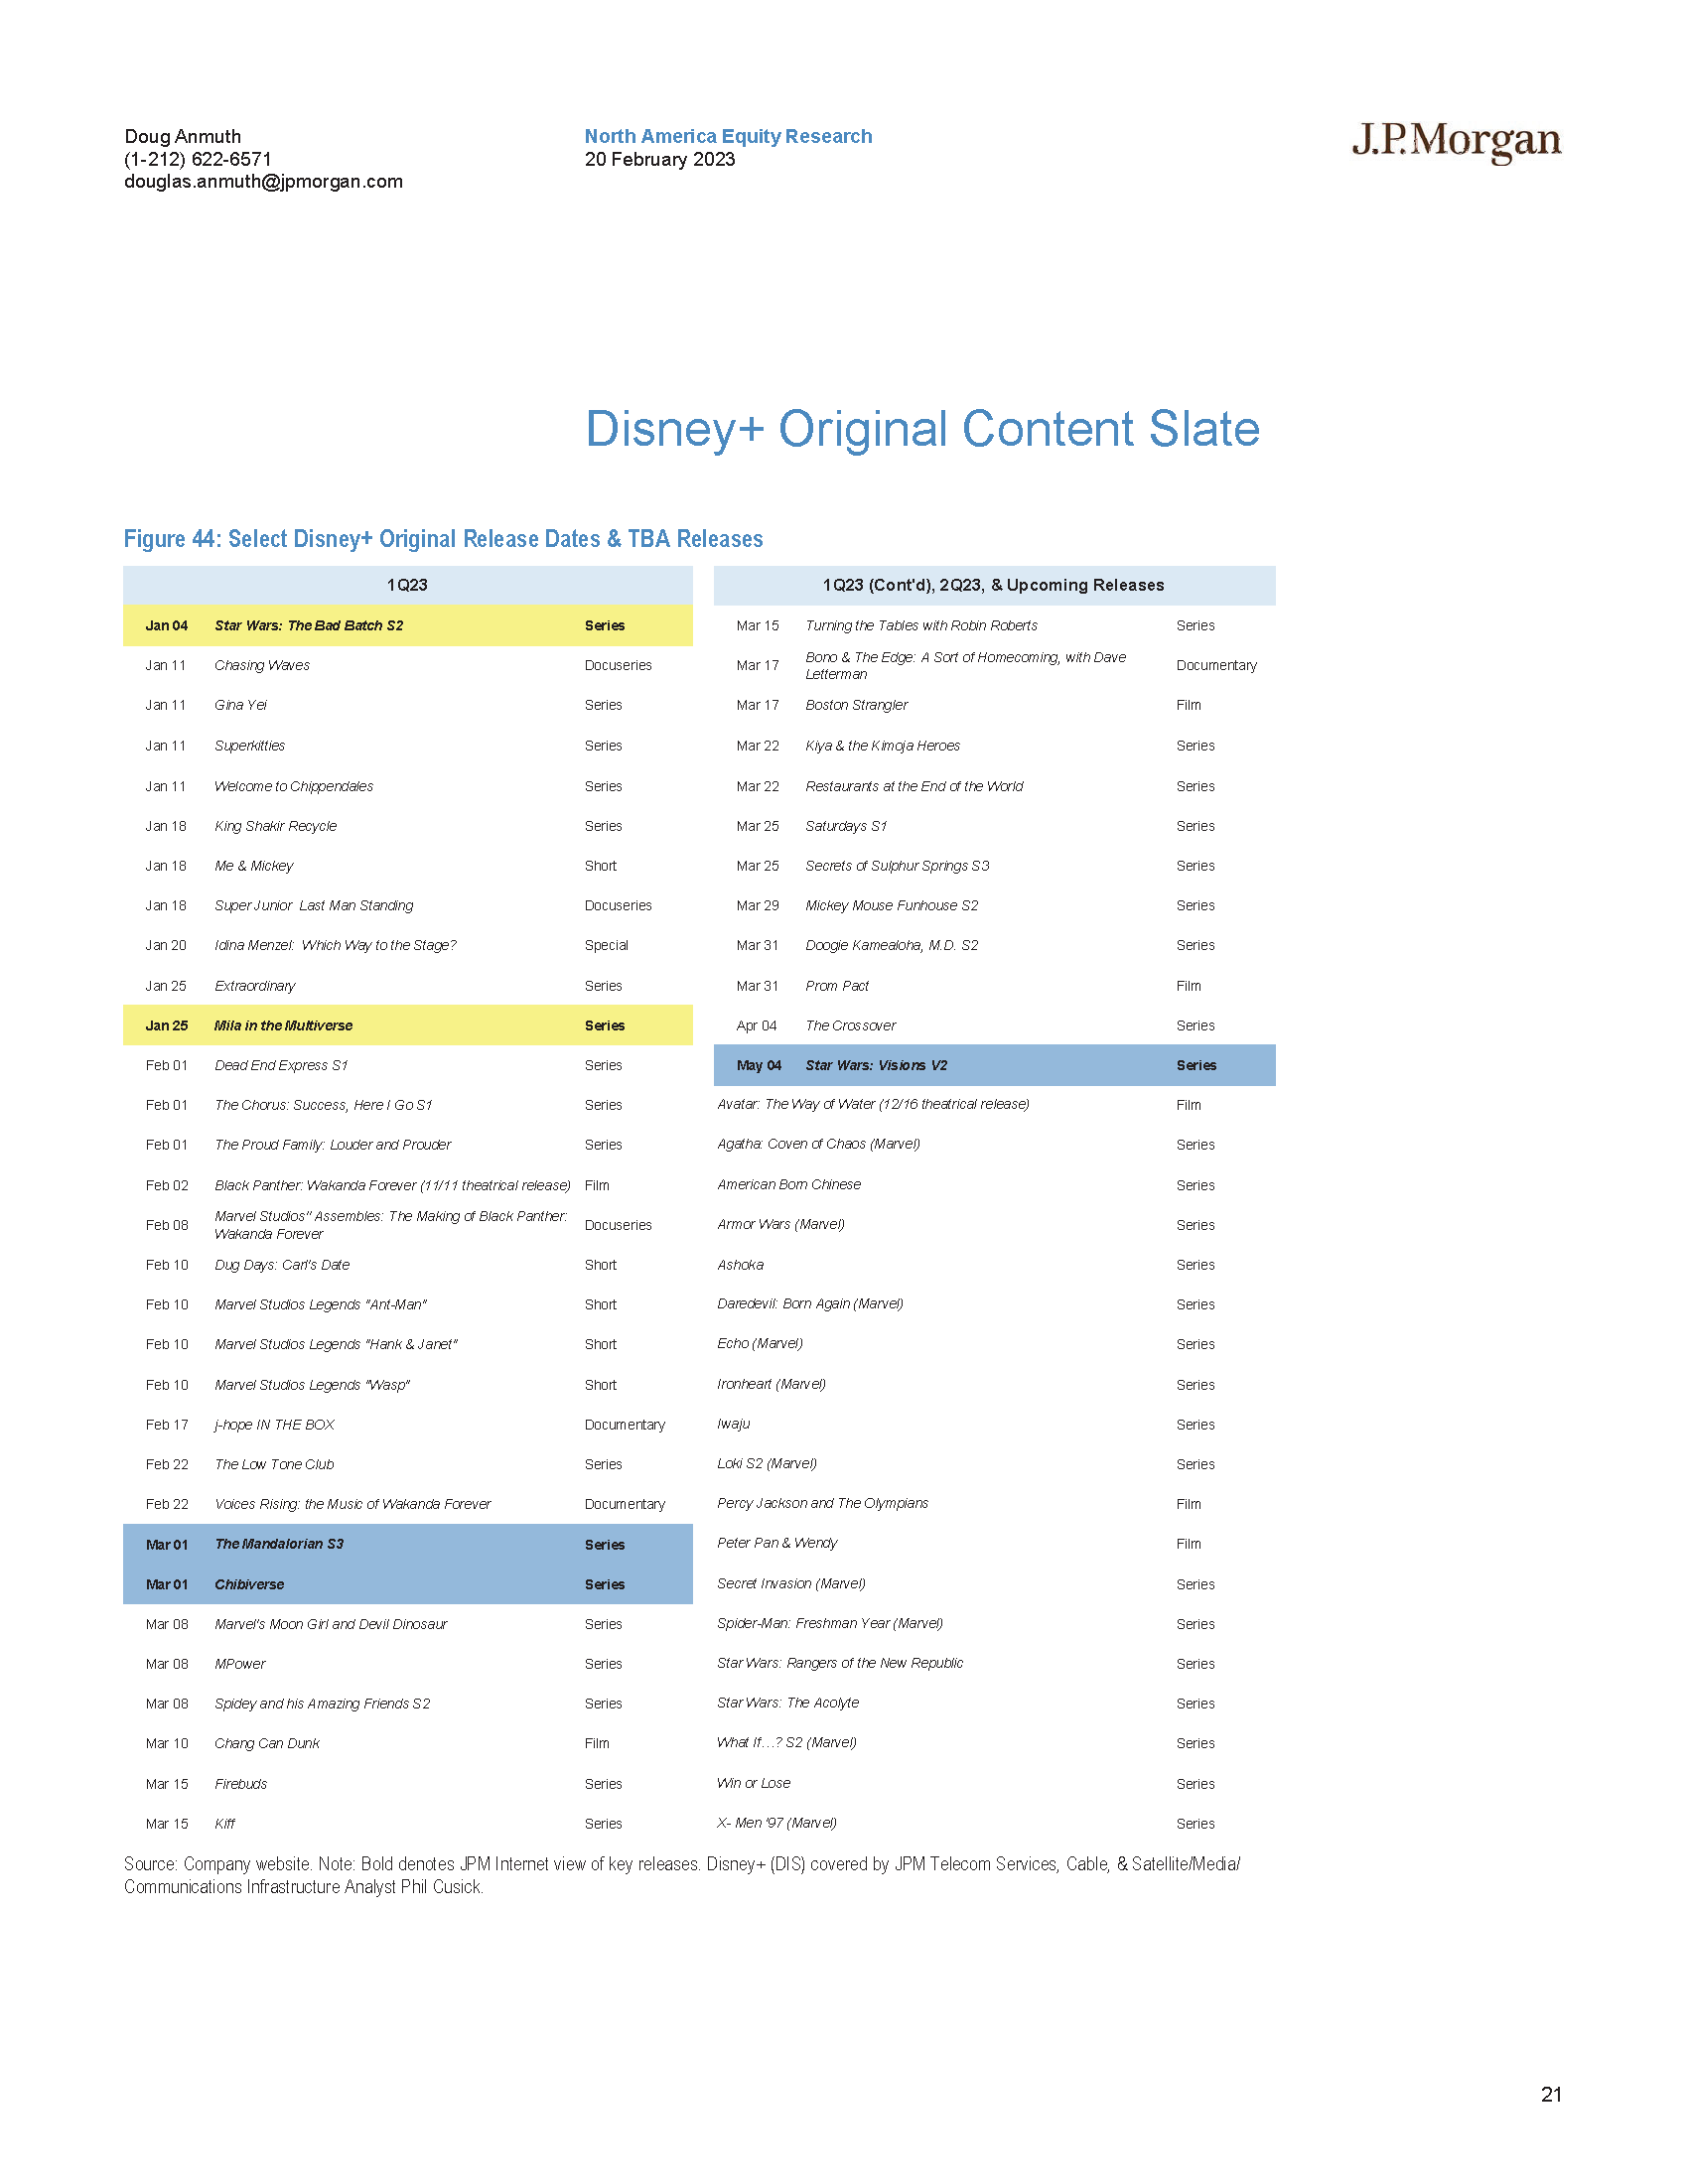 Doug Anmuth
(1-212) 622-6571
douglas.anmuth@jpmorgan.com
North America Equity Research
20 February 2023
J.P.Morgan
Disney+ Original Content Slate
Figure 44: Select Disney+ Original Release Dates & TBA Releases
1Q23
Jan 04 Star Wars: The Bad Batch S2 Series
Jan 11 Chasing Waves Docuseries
Jan 11 Gina Yei Series
Jan 11 Superkitties Series
Jan 11 Welcome to Chippendales Series
Jan 18 King Shakir Recycle Series
Jan 18 Me & Mickey Short
Jan 18 Super Junior Last Man Standing Docuseries
Jan 20 Idina Menzel: Which Way to the Stage? Special
Jan 25 Extraordinary Series
Jan 25 Mila in the Multiverse Series
Feb 01 Dead End Express S1 Series
Feb 01 The Chorus: Success, Here I Go S1 Series
Feb 01 The Proud Family: Louder and Prouder Series
Feb 02 Black Panther: Wakanda Forever (11/11 theatrical release) Film
Feb 08 Marvel Studios" Assembles: The Making of Black Panther:
Wakanda Forever Docuseries
Feb 10 Dug Days: Carl's Date Short
Feb 10 Marvel Studios Legends "Ant-Man" Short
Feb 10 Marvel Studios Legends "Hank & Janet" Short
Feb 10 Marvel Studios Legends "Wasp" Short
Feb 17 j-hope IN THE BOX Documentary
Feb 22 The Low Tone Club Series
Feb 22 Voices Rising: the Music of Wakanda Forever Documentary
Mar 01 The Mandalorian S3 Series
Mar 01 Chibiverse Series
Mar 08 Marvel's Moon Girl and Devil Dinosaur Series
Mar 08 MPower Series
Mar 08 Spidey and his Amazing Friends S2 Series
Mar 10 Chang Can Dunk Film
Mar 15 Firebuds Series
Mar 15 Kiff Series
1Q23 (Cont'd), 2Q23, & Upcoming Releases
Mar 15 Turning the Tables with Robin Roberts Series
Mar 17 Bono & The Edge: A Sort of Homecoming, with Dave
Letterman Documentary
Mar 17 Boston Strangler Film
Mar 22 Kiya & the Kimoja Heroes Series
Mar 22 Restaurants at the End of the World Series
Mar 25 Saturdays S1 Series
Mar 25 Secrets of Sulphur Springs S3 Series
Mar 29 Mickey Mouse Funhouse S2 Series
Mar 31 Doogie Kamealoha, M.D. S2 Series
Mar 31 Prom Pact Film
Apr 04 The Crossover Series
May 04 Star Wars: Visions V2 Series
Avatar: The Way of Water (12/16 theatrical release) Film
Agatha: Coven of Chaos (Marvel) Series
American Born Chinese Series
Armor Wars (Marvel) Series
Ashoka Series
Daredevil: Born Again (Marvel) Series
Echo (Marvel) Series
Ironheart (Marvel) Series
Iwaju Series
Loki S2 (Marvel) Series
Percy Jackson and The Olympians Film
Peter Pan & Wendy Film
Secret Invasion (Marvel) Series
Spider-Man: Freshman Year (Marvel) Series
Star Wars: Rangers of the New Republic Series
Star Wars: The Acolyte Series
What If…? S2 (Marvel) Series
Win or Lose Series
X- Men '97 (Marvel) Series
Source: Company website. Note: Bold denotes JPM Internet view of key releases. Disney+ (DIS) covered by JPM Telecom Services, Cable, & Satellite/Media/
Communications Infrastructure Analyst Phil Cusick.
21